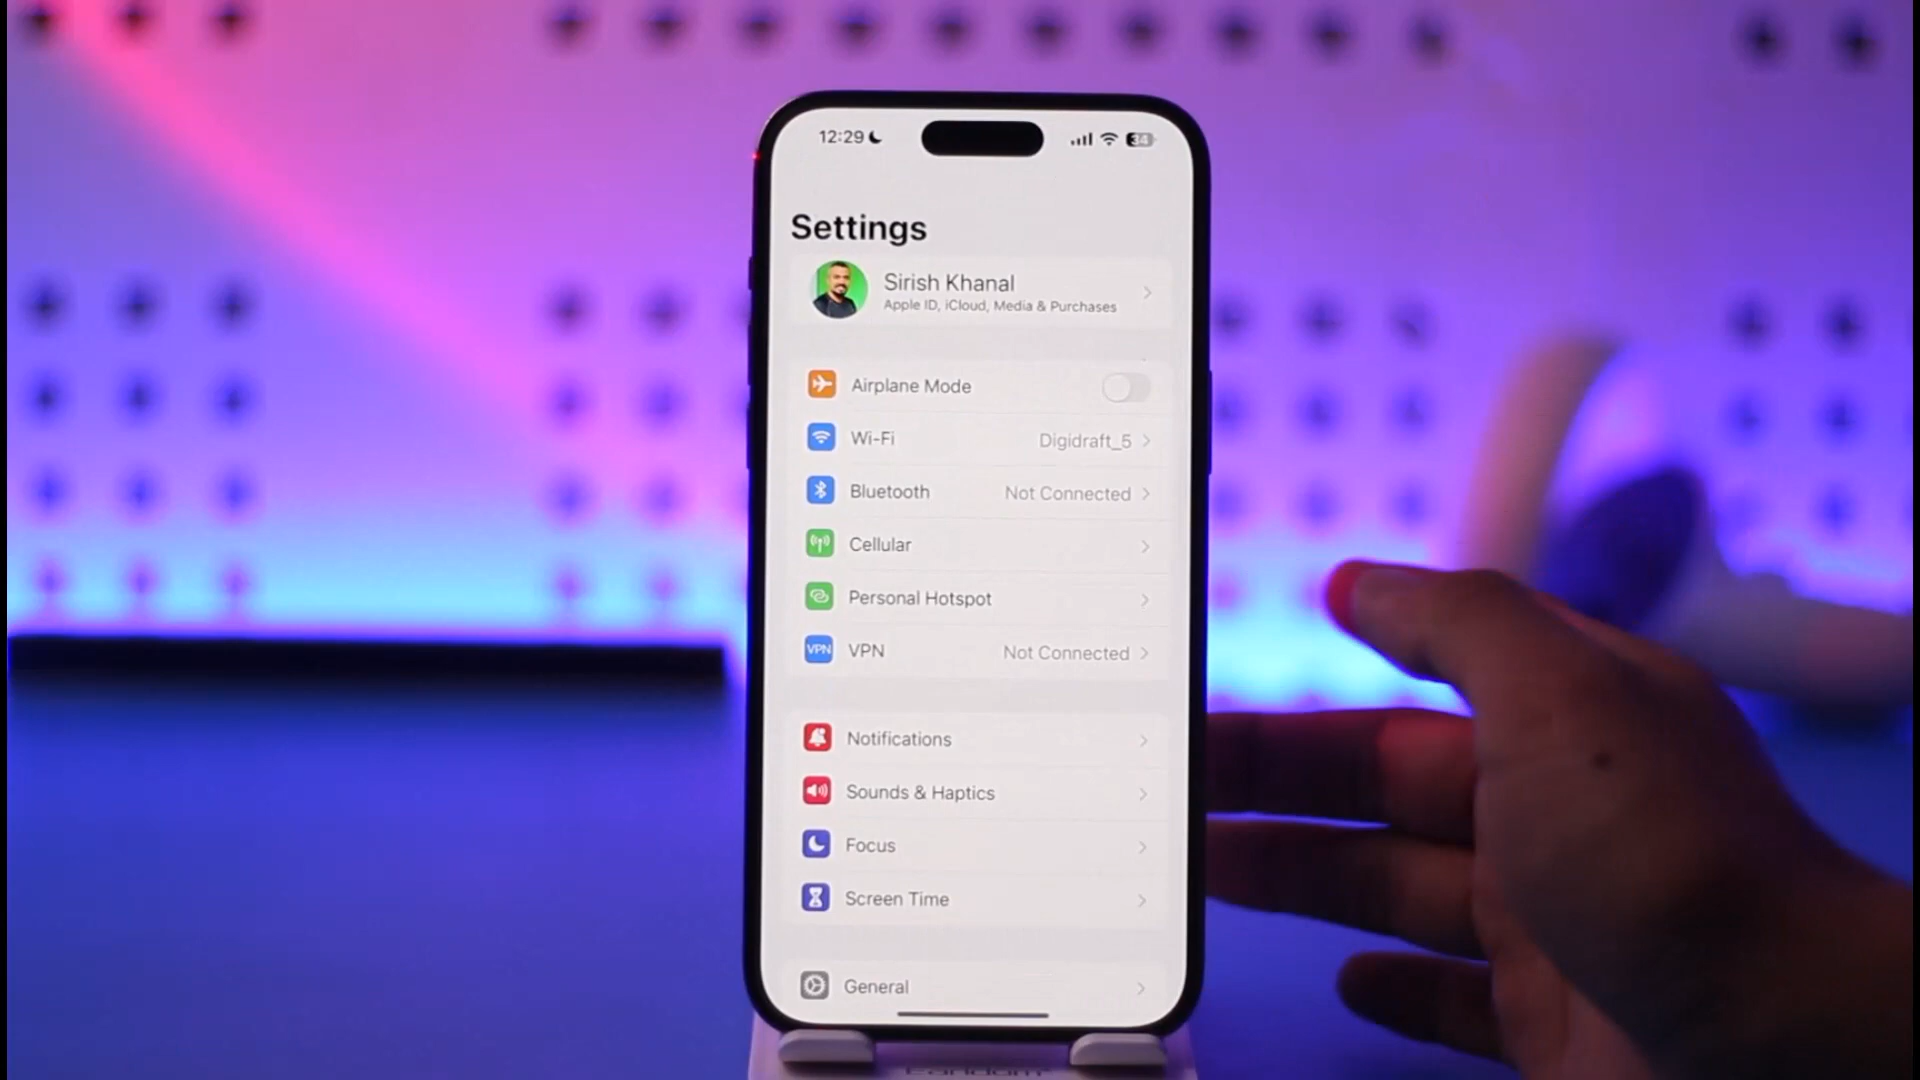 12:29
34
Settings
Sirish Khanal
Apple ID, iCloud, Media & Purchases
Airplane Mode
Wi-Fi Digidraft_5
Bluetooth Not Connected
Cellular
Personal Hotspot
VPN VPN Not Connected
Notifications
Sounds & Haptics
Focus
Screen Time
General